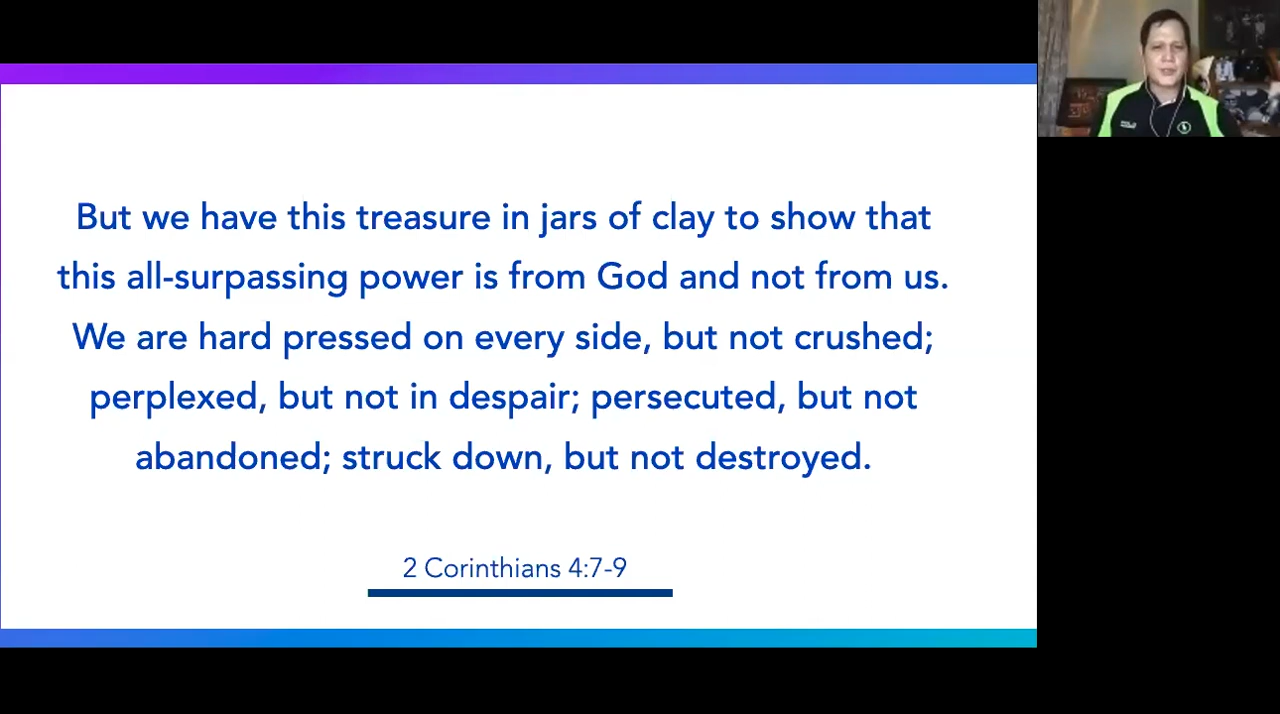 But we have this treasure in jars of clay to show that
this all-surpassing power is from God and not from us.
We are hard pressed on every side, but not crushed;
perplexed, but not in despair; persecuted, but not
abandoned; struck down, but not destroyed.
2 Corinthians 4:7-9